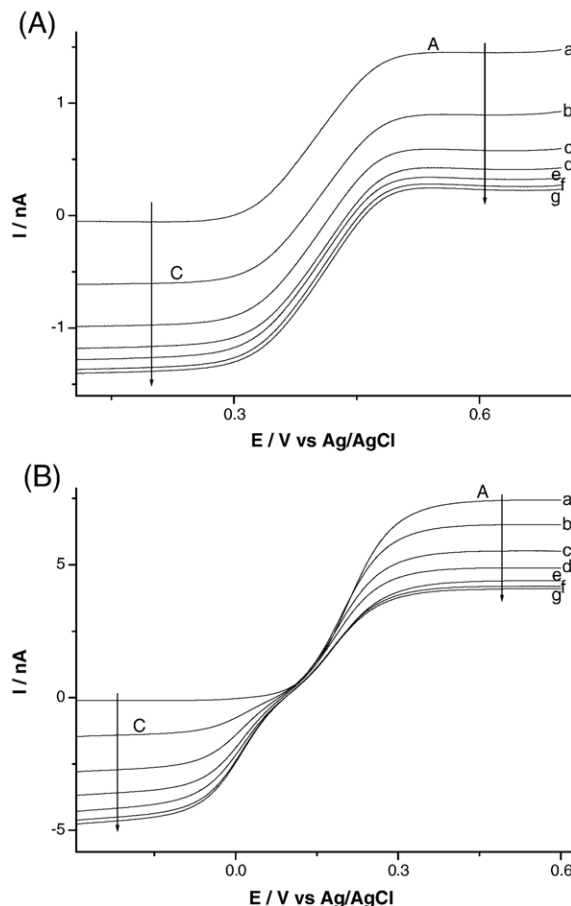 (A)
A
a
1
b
c
d
e
f
g
0
C
-1
I / nA
0.3 0.6
E / V vs Ag/AgCl
(B)
A
a
b
5
c
d
e
f
g
0
C
-5
I / nA
0.0 0.3 0.6
E / V vs Ag/AgCl